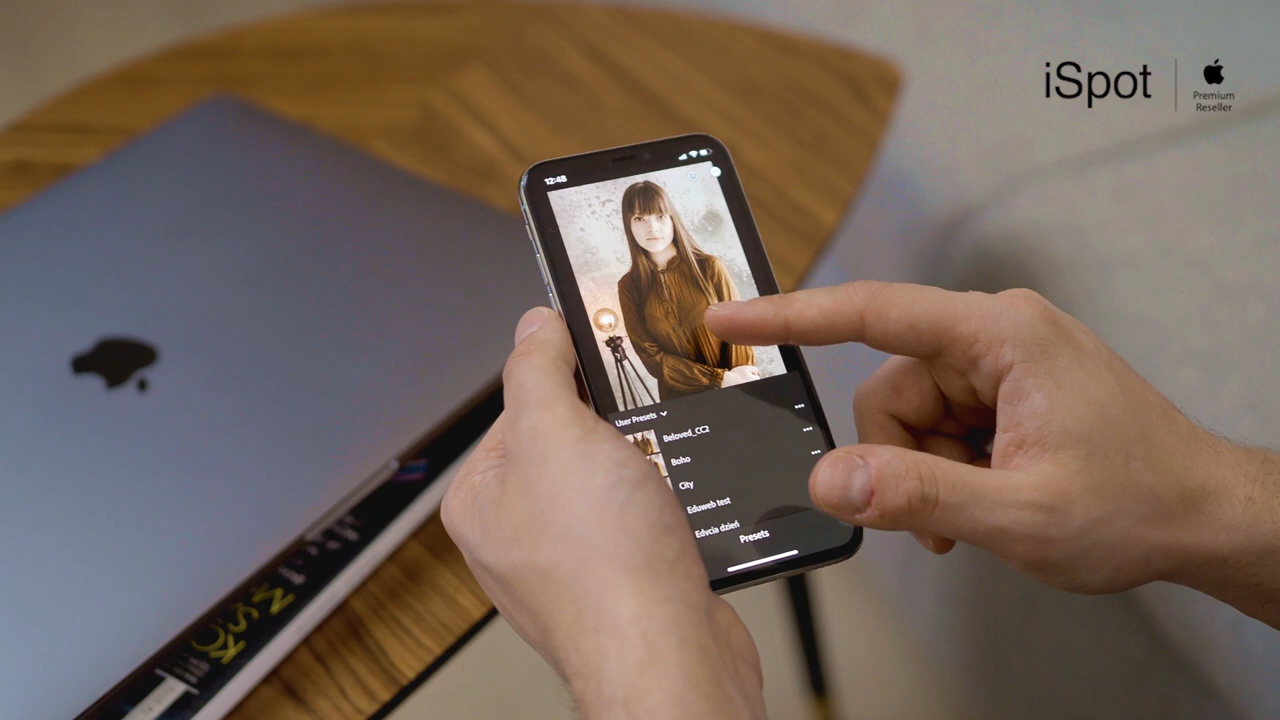 iSpot
Premium
Reseller
12:48
User Presets
Beloved_CC2
Boho
City
Eduweb test
Edycja dzień
Presets